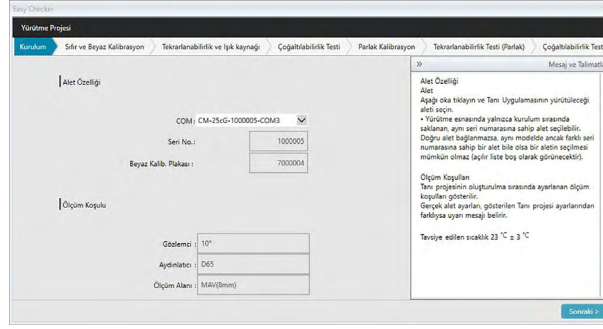 Easy Checker
Yürütme Projesi
Kurulum
Sıfır ve Beyaz Kalibrasyon
Tekrarlanabilirlik ve Işık kaynağı
Çoğaltılabilirlik Testi
Parlak Kalibrasyon
Tekrarlanabilirlik Testi (Parlak)
Çoğaltılabilirlik Test
Alet Özelliği
COM: CM-25cG-1000005-COM3
Seri No.: 1000005
Beyaz Kalib. Plakası: 7000004
Ölçüm Koşulu
Gözlemci : 10°
Aydınlatıcı : D65
Ölçüm Alanı : MAV(8mm)
» Mesaj ve Talimatla
Alet Özelliği
Alet
Aşağı oka tıklayın ve Tanı Uygulamasının yürütüleceği
aleti seçin.
• Yürütme esnasında yalnızca kurulum sırasında
saklanan, aynı seri numarasına sahip alet seçilebilir.
Doğru alet bağlanmazsa, aynı modelde ancak farklı seri
numarasına sahip bir alet bile olsa bir aletin seçilmesi
mümkün olmaz (açılır liste boş olarak görünecektir).
Ölçüm Koşulları
Tanı projesinin oluşturulma sırasında ayarlanan ölçüm
koşulları gösterilir.
Gerçek alet ayarları, gösterilen Tanı projesi ayarlarından
farklıysa uyarı mesajı belirir.
Tavsiye edilen sıcaklık 23 °C ± 3 °C
Sonraki >